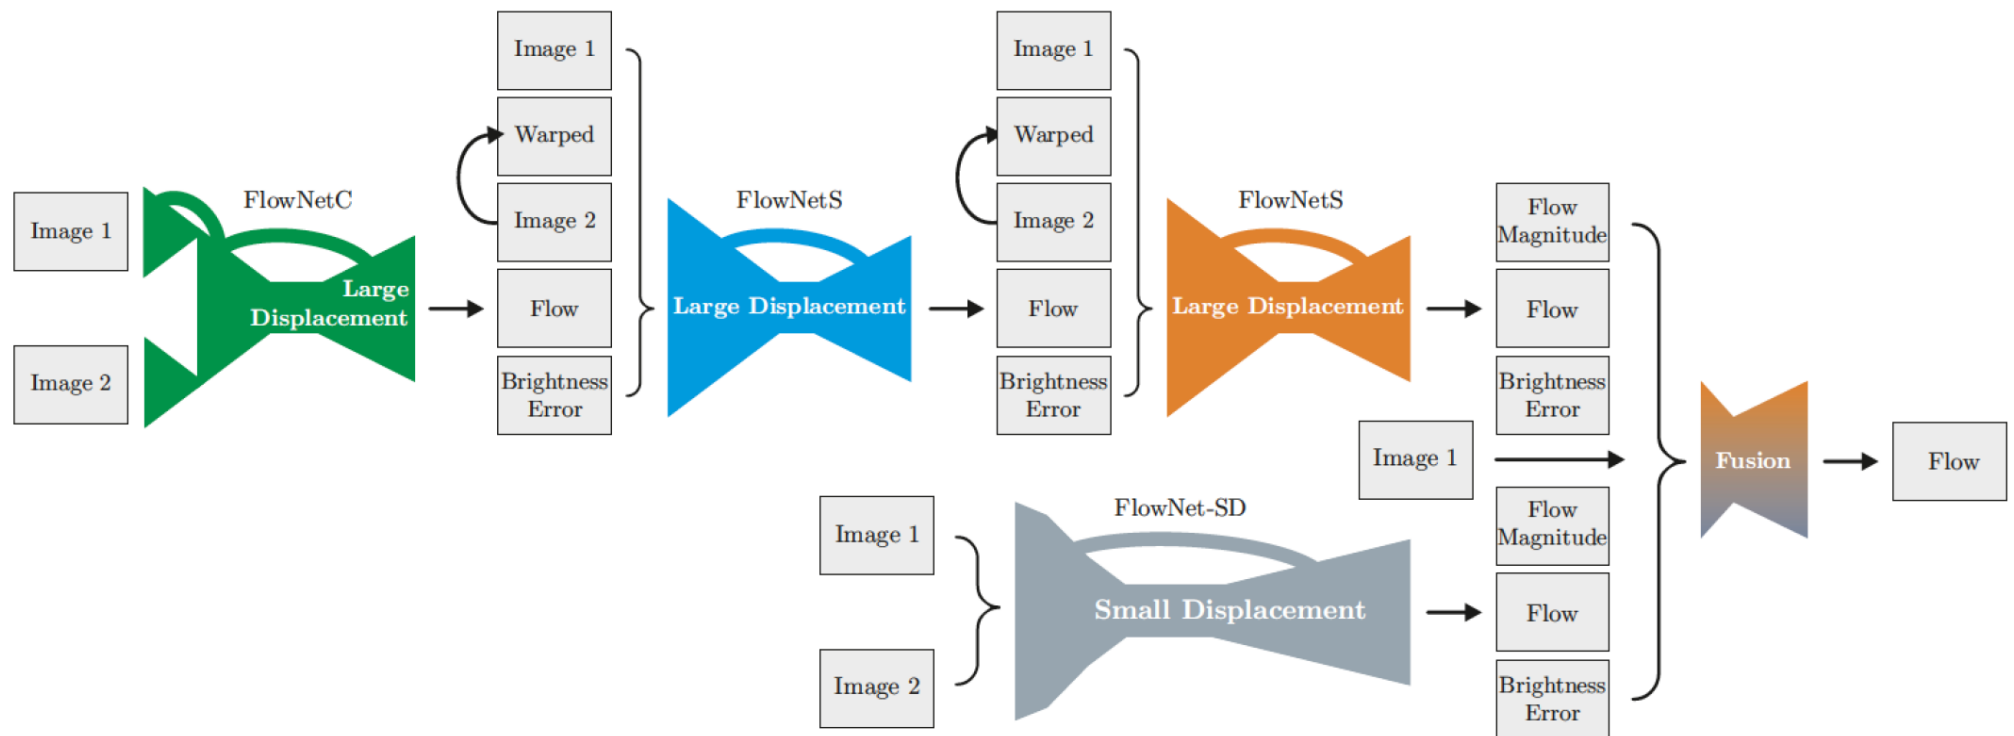 Image 1
Image 2
FlowNetC
Large
Displacement
Image 1
Warped
Image 2
Flow
Brightness
Error
FlowNetS
Large Displacement
Image 1
Warped
Image 2
Flow
Brightness
Error
FlowNetS
Large Displacement
Flow
Magnitude
Flow
Brightness
Error
Image 1
Image 1
Image 2
FlowNet-SD
Small Displacement
Flow
Magnitude
Flow
Brightness
Error
Fusion
Flow